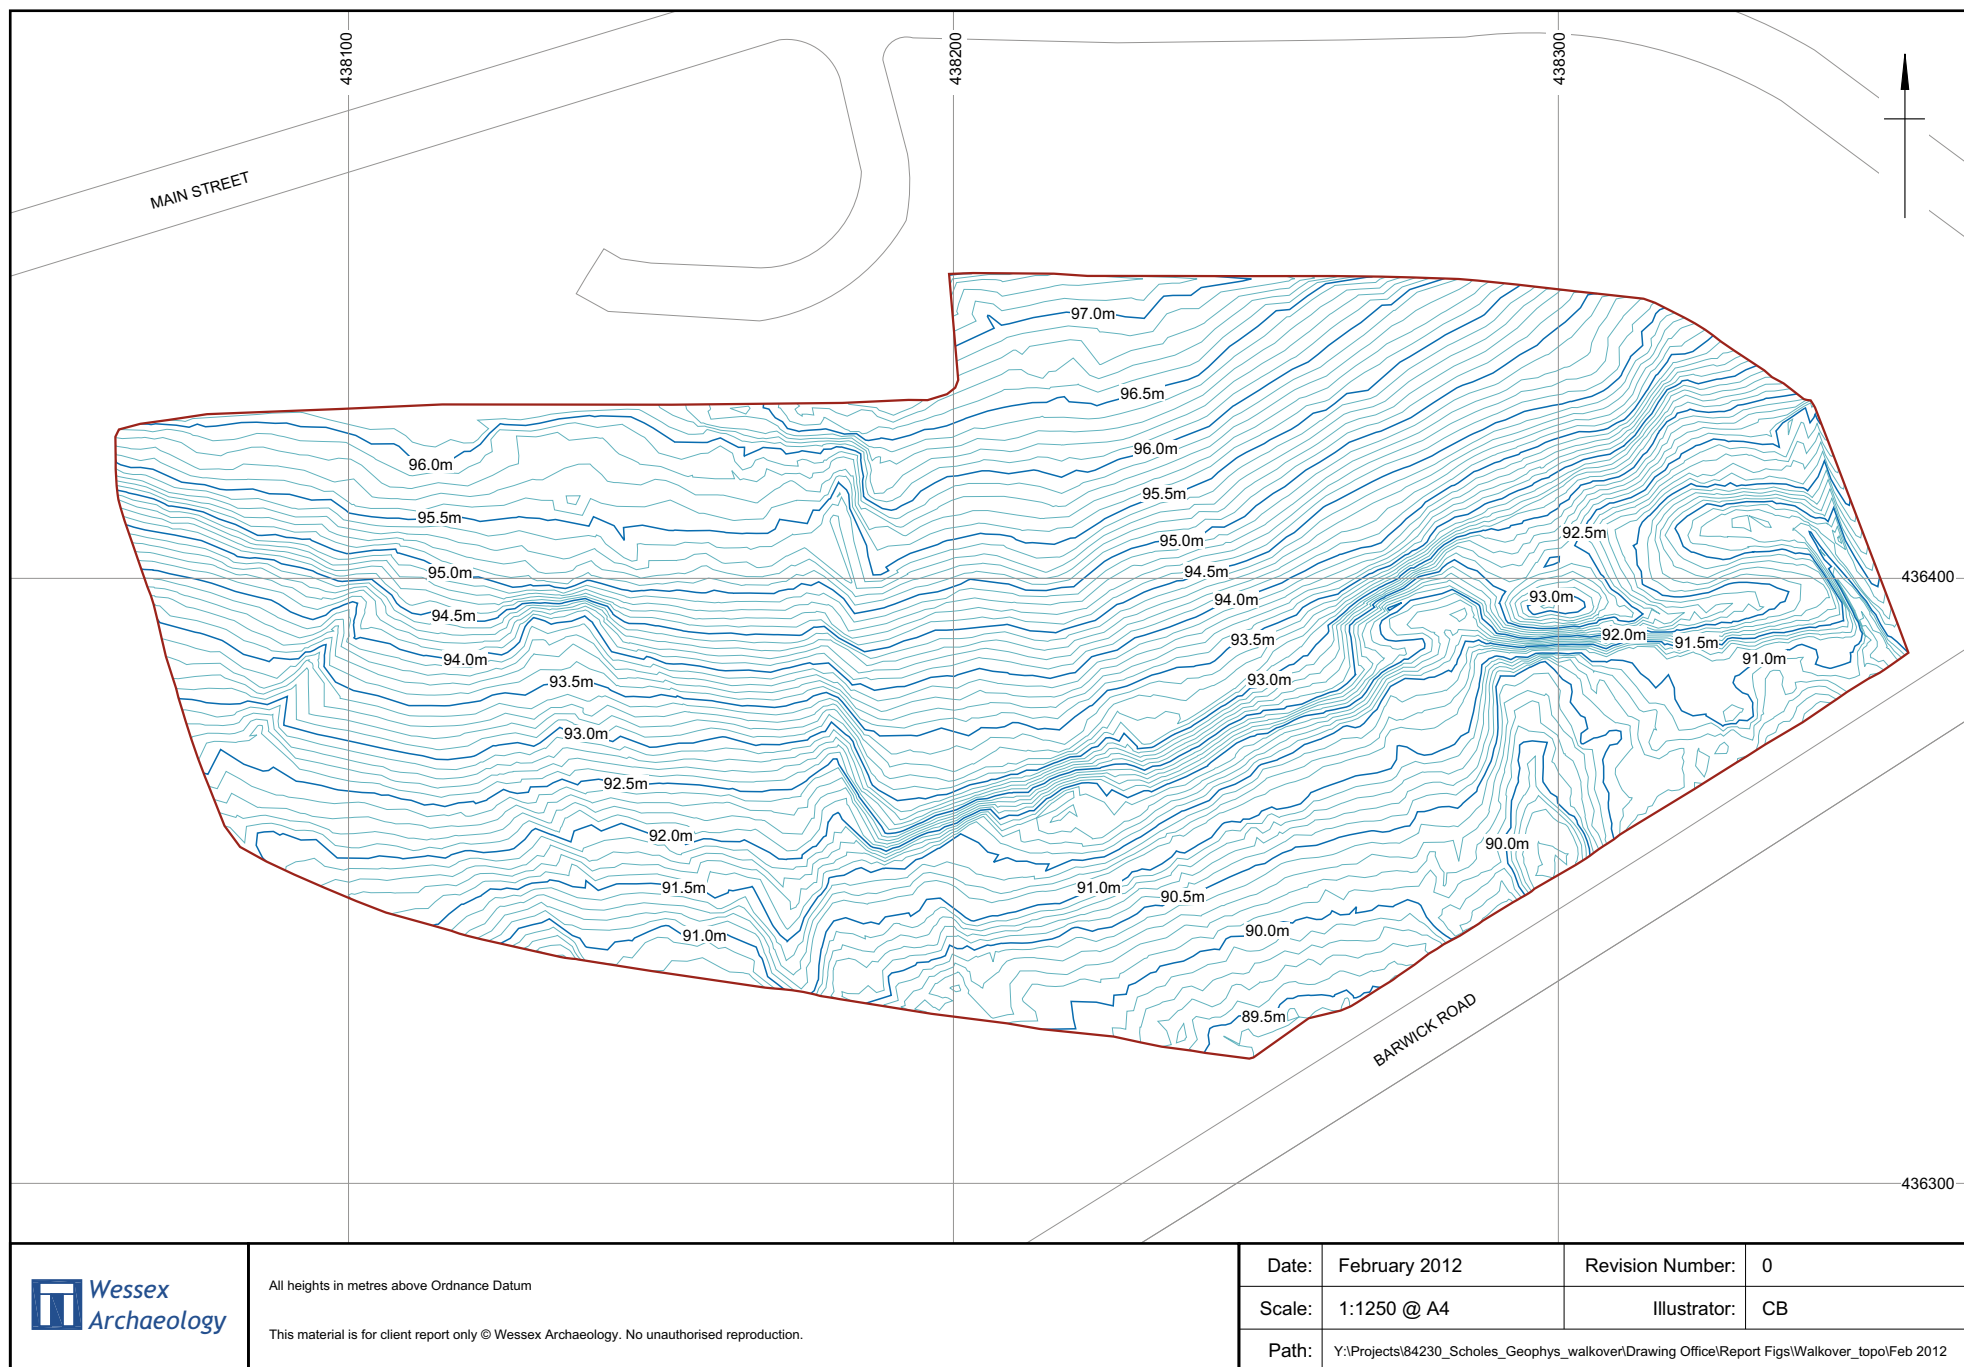 438100
438200
438300
MAIN STREET
97.0m
96.5m
96.0m
96.0m
95.5m
95.5m
92.5m
95.0m
95.0m
94.5m
436400
94.0m
93.0m
94.5m
92.0m
93.5m
91.5m
94.0m
91.0m
93.5m
93.0m
93.0m
92.5m
92.0m
90.0m
91.5m
91.0m
90.5m
91.0m
90.0m
89.5m
BARWICK ROAD
436300
Wessex
Archaeology
All heights in metres above Ordnance Datum
This material is for client report only © Wessex Archaeology. No unauthorised reproduction.
Date: February 2012 Revision Number: 0
Scale: 1:1250 @ A4 Illustrator: CB
Path: Y:\Projects\84230_Scholes_Geophys_walkover\Drawing Office\Report Figs\Walkover_topo\Feb 2012